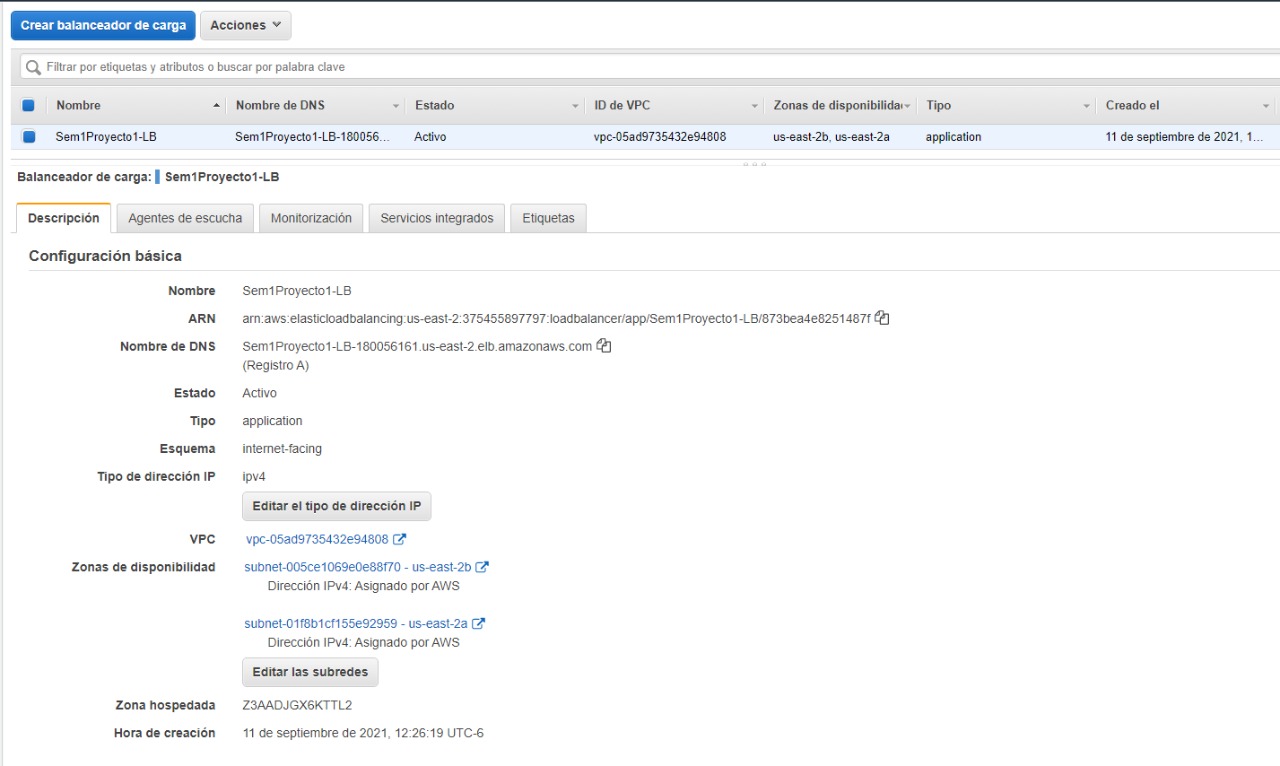 Crear balanceador de carga Acciones
Filtrar por etiquetas y atributos o buscar por palabra clave
Nombre Nombre de DNS Estado ID de VPC Zonas de disponibilida Tipo Creado el
Sem1Proyecto1-LB Sem1Proyecto1-LB-180056... Activo vpc-05ad9735432e94808 us-east-2b, us-east-2a application 11 de septiembre de 2021, 1...
Balanceador de carga: Sem1Proyecto1-LB
Descripción Agentes de escucha Monitorización Servicios integrados Etiquetas
Configuración básica
Nombre Sem1Proyecto1-LB
ARN arn:aws:elasticloadbalancing:us-east-2:375455897797:loadbalancer/app/Sem1Proyecto1-LB/873bea4e8251487f
Nombre de DNS Sem1Proyecto1-LB-180056161.us-east-2.elb.amazonaws.com
(Registro A)
Estado Activo
Tipo application
Esquema internet-facing
Tipo de dirección IP ipv4
Editar el tipo de dirección IP
VPC vpc-05ad9735432e94808
Zonas de disponibilidad subnet-005ce1069e0e88f70 - us-east-2b
Dirección IPv4: Asignado por AWS
subnet-01f8b1cf155e92959 - us-east-2a
Dirección IPv4: Asignado por AWS
Editar las subredes
Zona hospedada Z3AADJGX6KTTL2
Hora de creación 11 de septiembre de 2021, 12:26:19 UTC-6